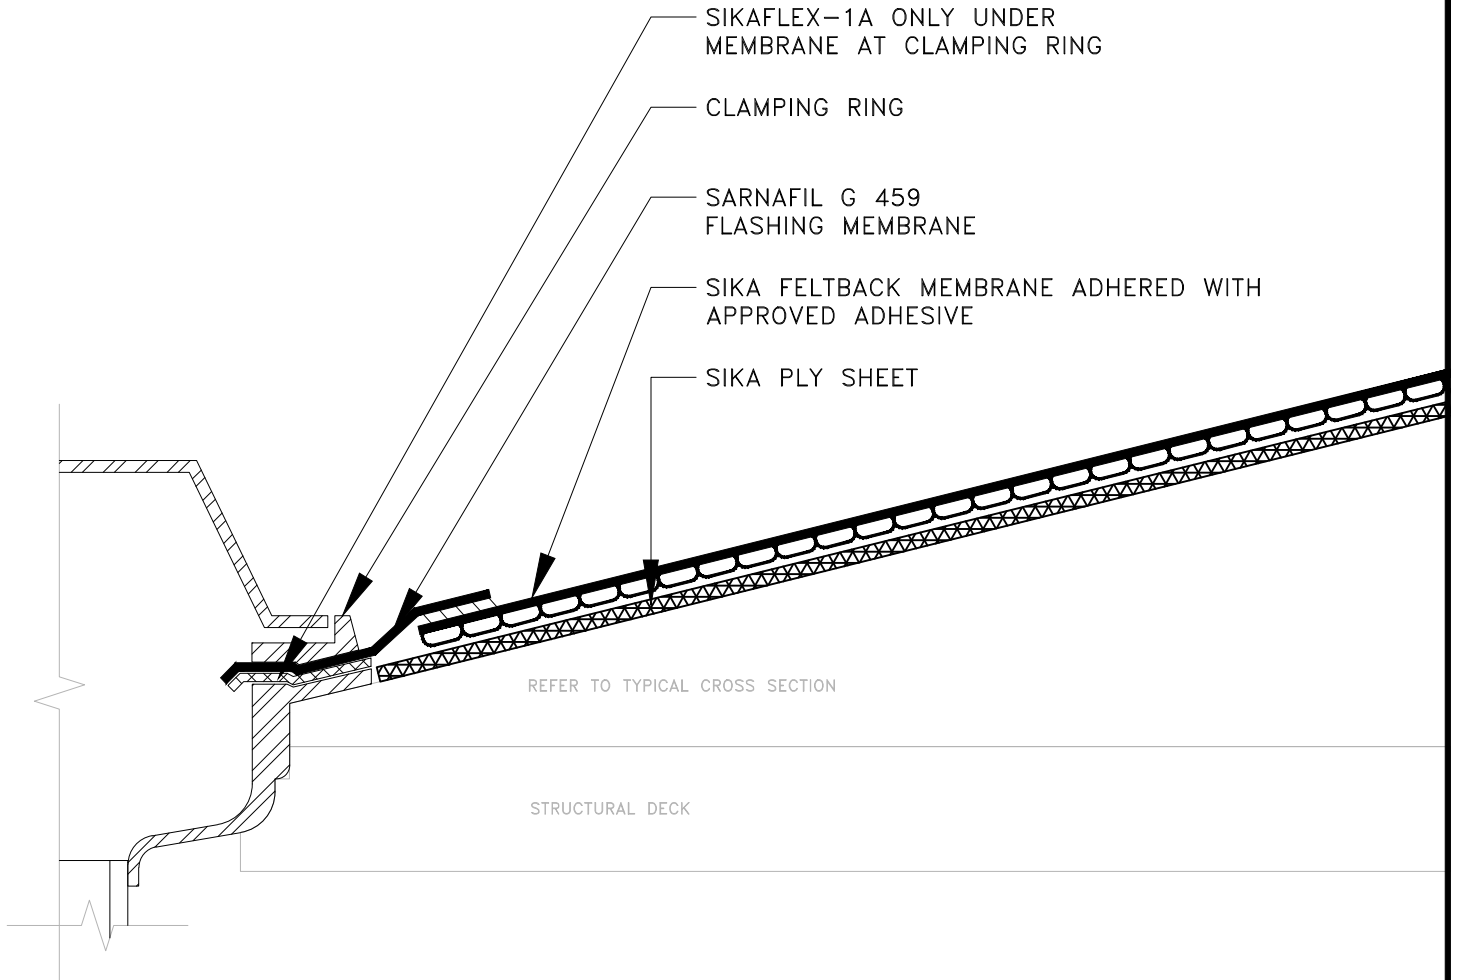 SIKAFLEX-1A ONLY UNDER
MEMBRANE AT CLAMPING RING
CLAMPING RING
SARNAFIL G 459
FLASHING MEMBRANE
SIKA FELTBACK MEMBRANE ADHERED WITH
APPROVED ADHESIVE
SIKA PLY SHEET
REFER TO TYPICAL CROSS SECTION
STRUCTURAL DECK